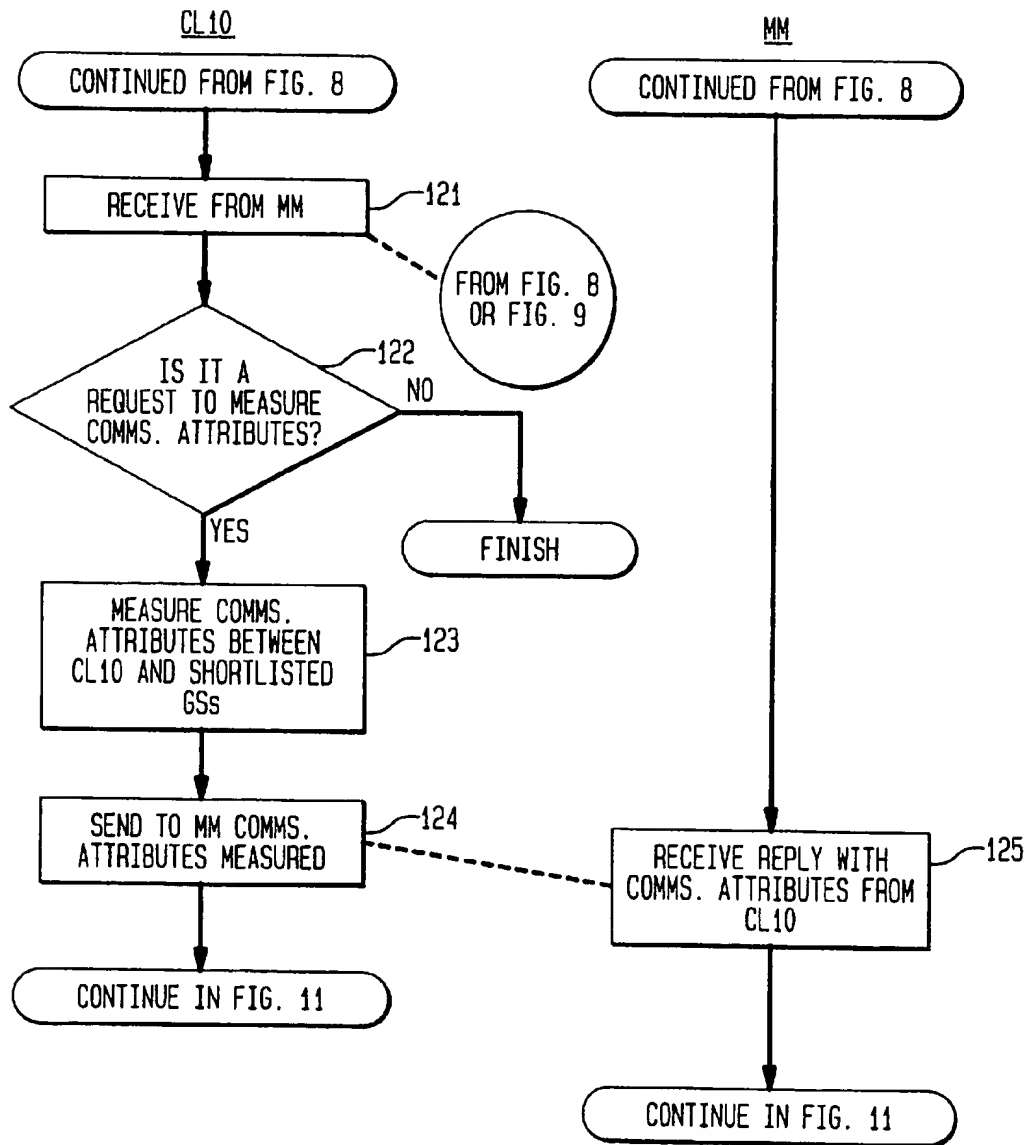 CL10
CONTINUED FROM FIG. 8
RECEIVE FROM MM
121
FROM FIG. 8
OR FIG. 9
IS IT A
REQUEST TO MEASURE
COMMS. ATTRIBUTES?
122
NO
YES
FINISH
MEASURE COMMS.
ATTRIBUTES BETWEEN
CL10 AND SHORTLISTED
GSs
123
SEND TO MM COMMS.
ATTRIBUTES MEASURED
124
CONTINUE IN FIG. 11
MM
CONTINUED FROM FIG. 8
RECEIVE REPLY WITH
COMMS. ATTRIBUTES FROM
CL10
125
CONTINUE IN FIG. 11